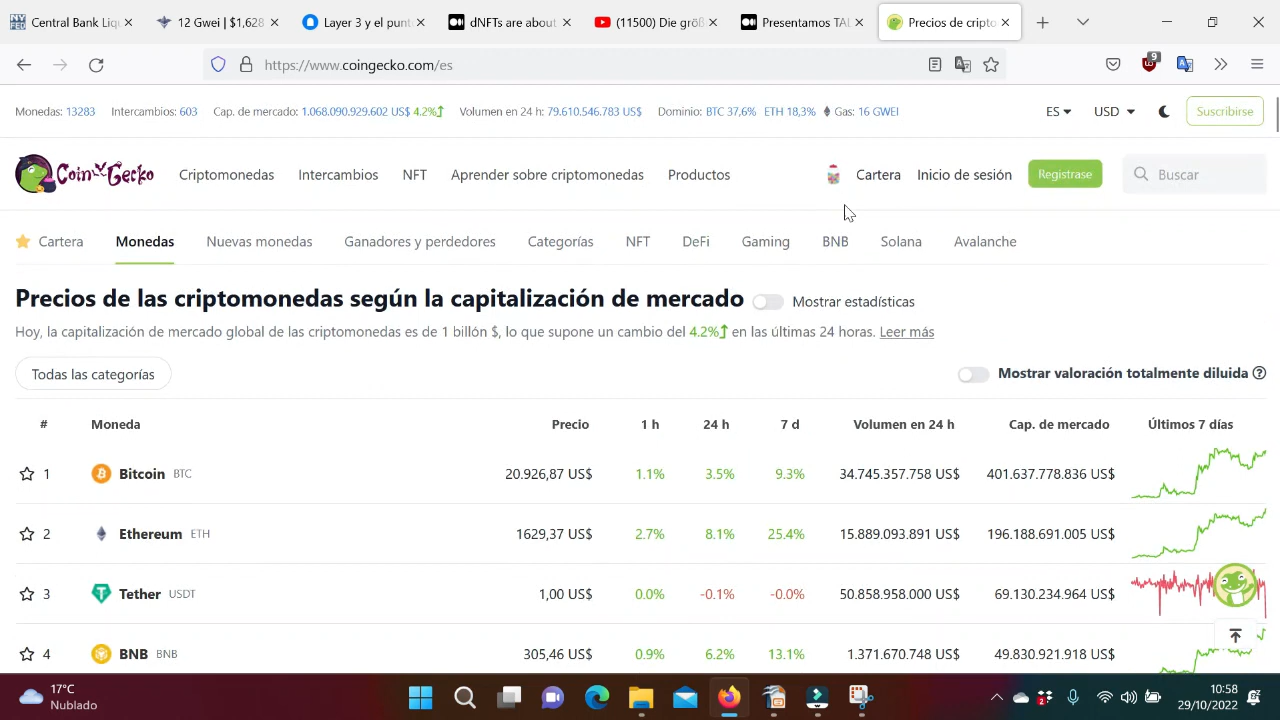 Central Bank Liq
12 Gwei | $1,628
Layer 3 y el punt
dNFTs are about
(11500) Die größ
Presentamos TAL
Precios de cripto
https://www.coingecko.com/es
9
Monedas: 13283 Intercambios: 603 Cap. de mercado: 1.068.090.929.602 US$ 4.2% Volumen en 24 h: 79.610.546.783 US$ Dominio: BTC 37,6% ETH 18,3% Gas: 16 GWEI ES USD Suscribirse
CoinGecko Criptomonedas Intercambios NFT Aprender sobre criptomonedas Productos Cartera Inicio de sesión Registrase Buscar
Cartera Monedas Nuevas monedas Ganadores y perdedores Categorías NFT DeFi Gaming BNB Solana Avalanche
Precios de las criptomonedas según la capitalización de mercado Mostrar estadísticas
Hoy, la capitalización de mercado global de las criptomonedas es de 1 billón $, lo que supone un cambio del 4.2% en las últimas 24 horas. Leer más
Todas las categorías Mostrar valoración totalmente diluida ?
# Moneda Precio 1 h 24 h 7 d Volumen en 24 h Cap. de mercado Últimos 7 días
1 Bitcoin BTC 20.926,87 US$ 1.1% 3.5% 9.3% 34.745.357.758 US$ 401.637.778.836 US$
2 Ethereum ETH 1629,37 US$ 2.7% 8.1% 25.4% 15.889.093.891 US$ 196.188.691.005 US$
3 Tether USDT 1,00 US$ 0.0% -0.1% -0.0% 50.858.958.000 US$ 69.130.234.964 US$
4 BNB BNB 305,46 US$ 0.9% 6.2% 13.1% 1.371.670.748 US$ 49.830.921.918 US$
17°C
Nublado
10:58
29/10/2022